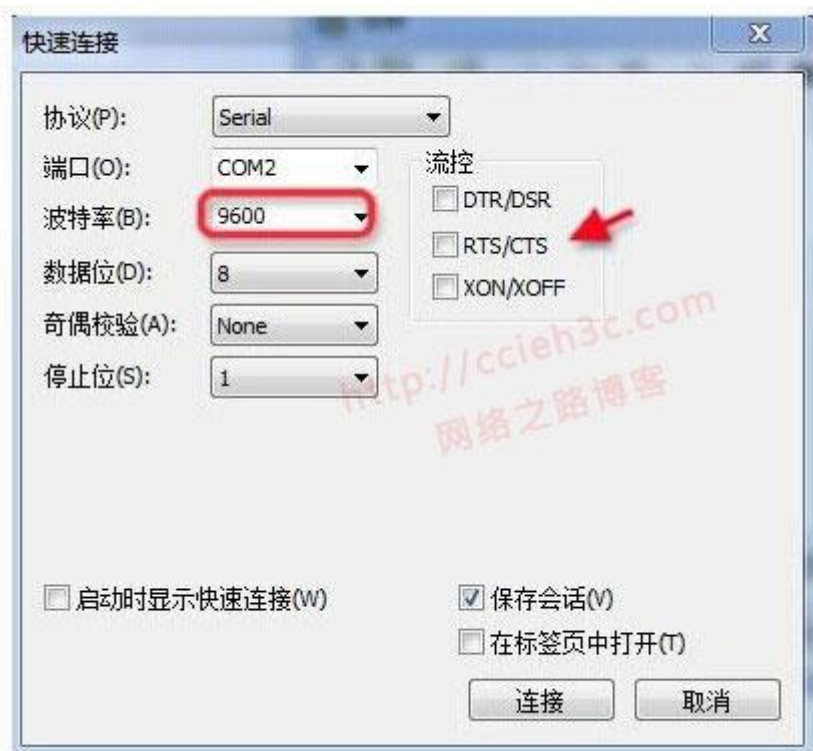 快速连接
协议(P): Serial
端口(O): COM2
波特率(B): 9600
数据位(D): 8
奇偶校验(A): None
停止位(S): 1
流控
DTR/DSR
RTS/CTS
XON/XOFF
http://ccieh3c.com
网络之路博客
启动时显示快速连接(W)
保存会话(V)
在标签页中打开(T)
连接 取消